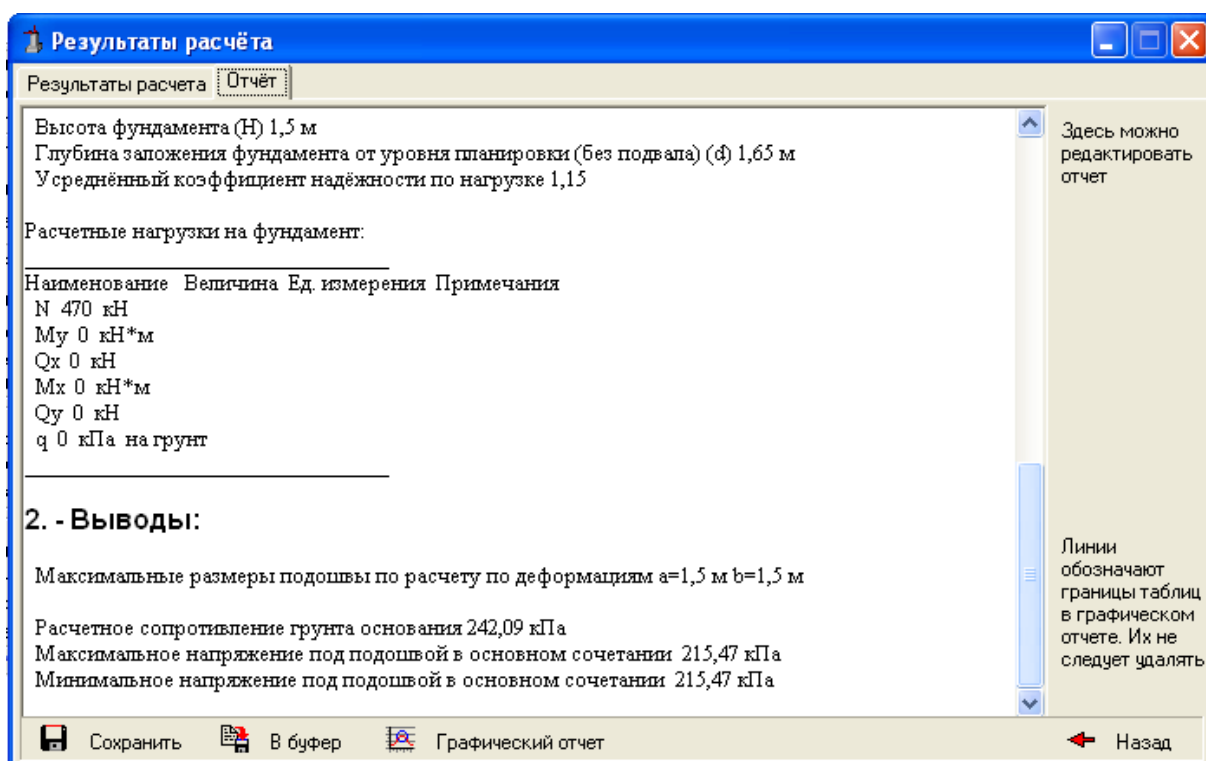 Результаты расчёта
Результаты расчета Отчёт
Высота фундамента (H) 1,5 м
Глубина заложения фундамента от уровня планировки (без подвала) (d) 1,65 м
Усреднённый коэффициент надёжности по нагрузке 1,15
Расчетные нагрузки на фундамент:
Наименование Величина Ед. измерения Примечания
N 470 кН
My 0 кН*м
Qx 0 кН
Mx 0 кН*м
Qy 0 кН
q 0 кПа на грунт
2. - Выводы:
Максимальные размеры подошвы по расчету по деформациям a=1,5 м b=1,5 м
Расчетное сопротивление грунта основания 242,09 кПа
Максимальное напряжение под подошвой в основном сочетании 215,47 кПа
Минимальное напряжение под подошвой в основном сочетании 215,47 кПа
Здесь можно
редактировать
отчет
Линии
обозначают
границы таблиц
в графическом
отчете. Их не
следует удалять
Сохранить В буфер Графический отчет Назад